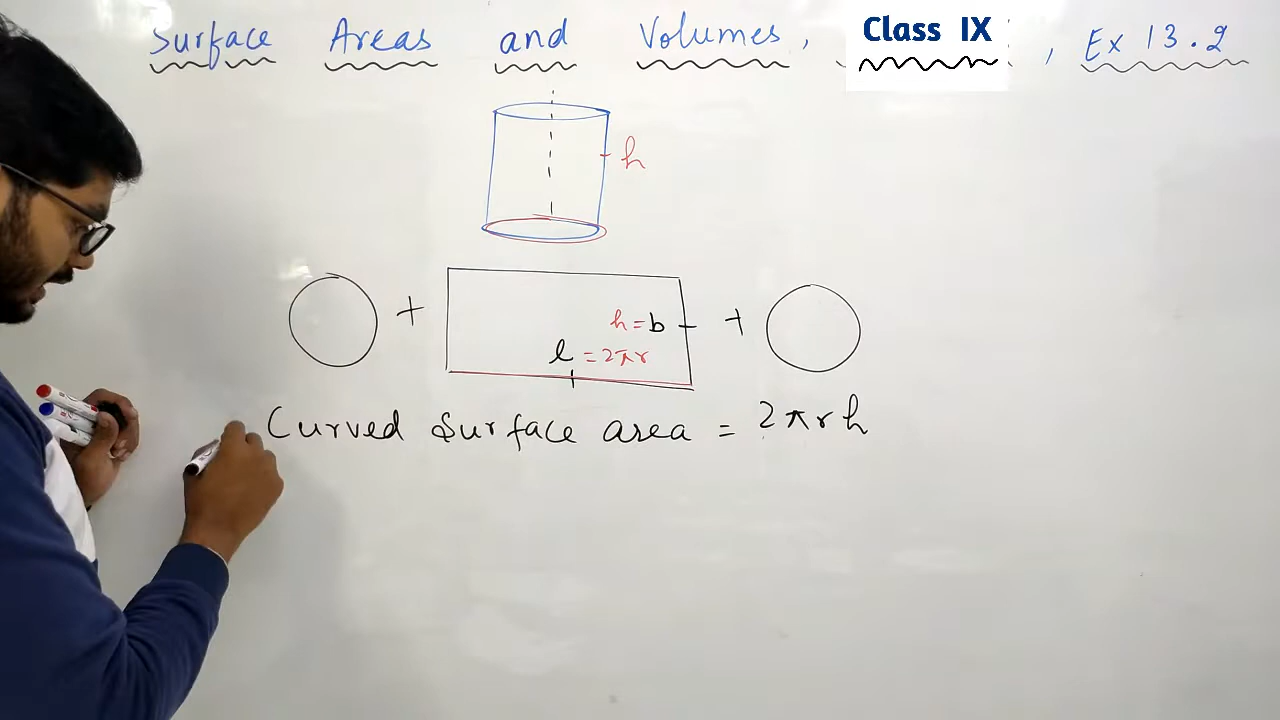 Surface Areas and Volumes, Class IX, Ex 13.2
h
+ h = b +
l = 2πr
Curved Surface area = 2πrh